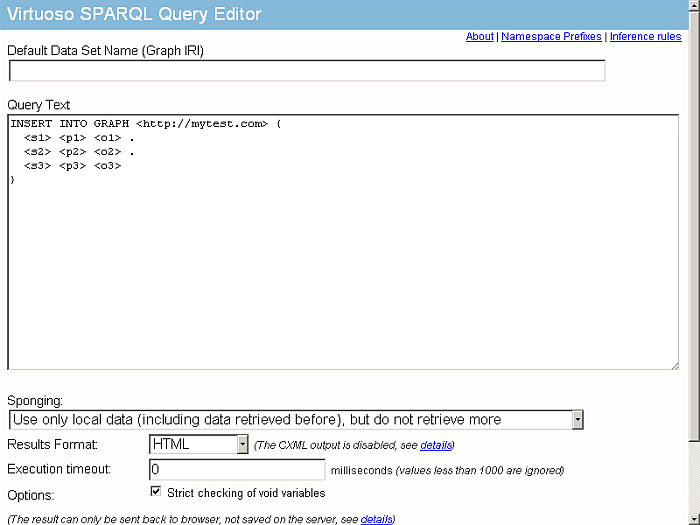 Virtuoso SPARQL Query Editor
About | Namespace Prefixes | Inference rules
Default Data Set Name (Graph IRI)
Query Text
INSERT INTO GRAPH <http://mytest.com> {
  <s1> <p1> <o1> .
  <s2> <p2> <o2> .
  <s3> <p3> <o3>
}
Sponging:
Use only local data (including data retrieved before), but do not retrieve more
Results Format: HTML (The CXML output is disabled, see details)
Execution timeout: 0 milliseconds (values less than 1000 are ignored)
Options: Strict checking of void variables
(The result can only be sent back to browser, not saved on the server, see details)